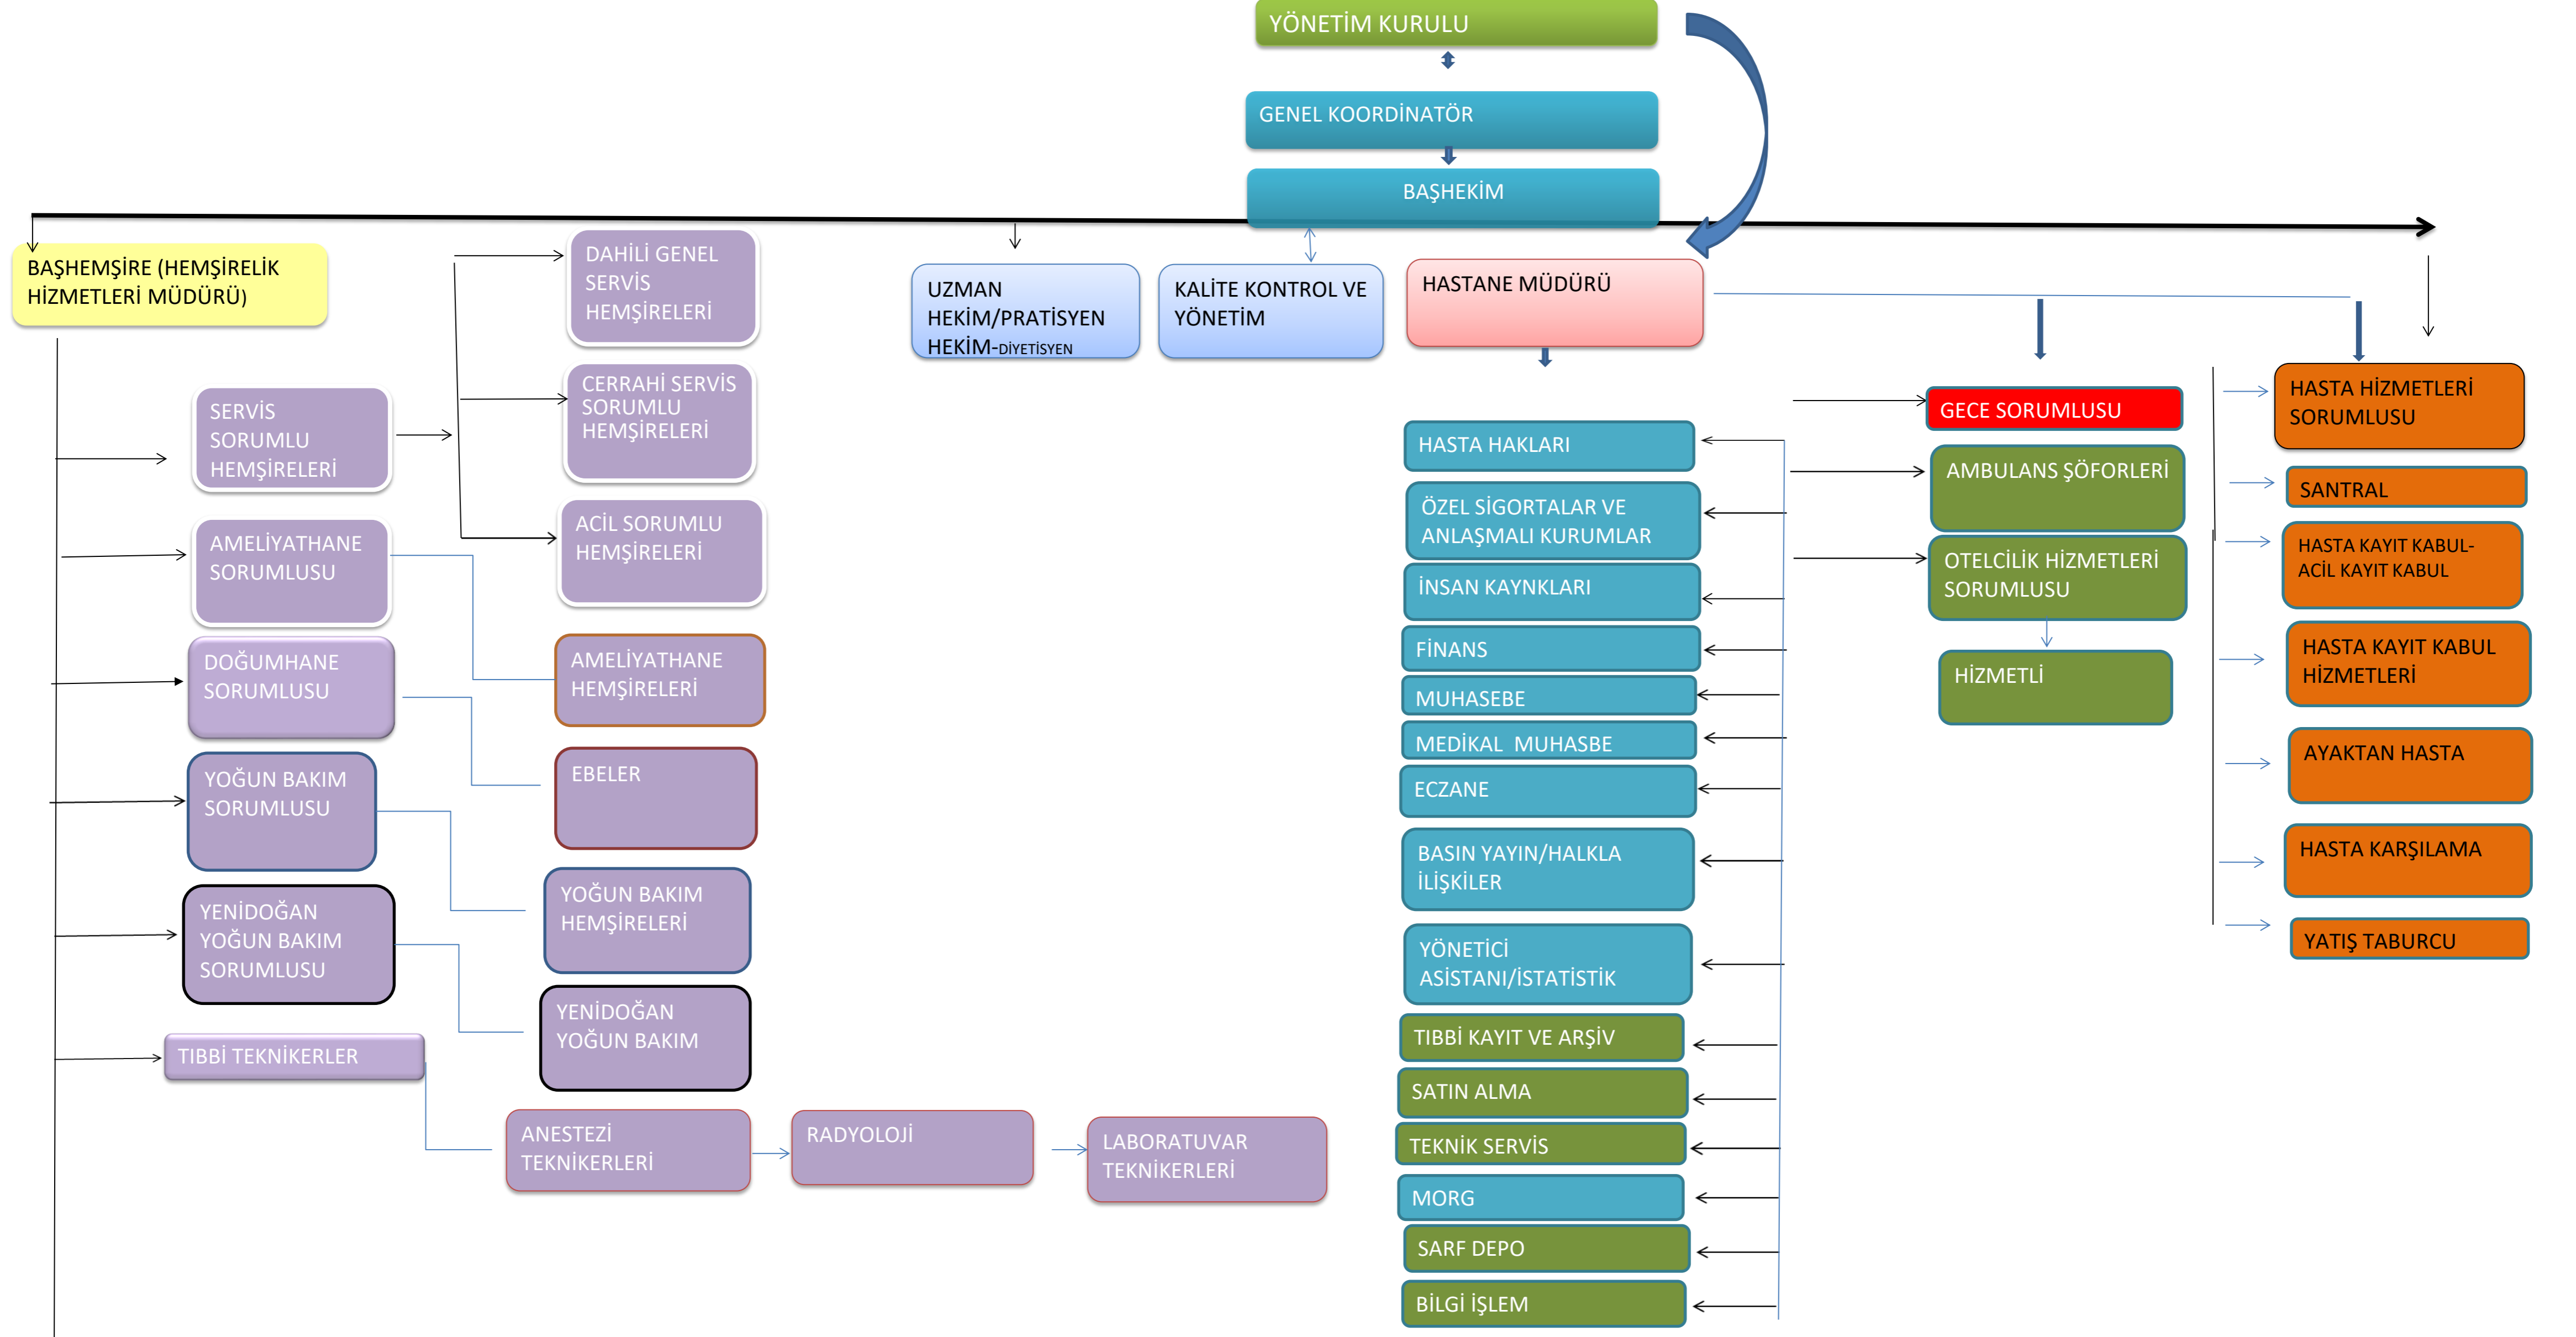 YÖNETİM KURULU
GENEL KOORDİNATÖR
BAŞHEKİM
BAŞHEMŞİRE (HEMŞİRELİK
HİZMETLERİ MÜDÜRÜ)
DAHİLİ GENEL
SERVİS
HEMŞİRELERİ
UZMAN
HEKİM/PRATİSYEN
HEKİM-DİYETİSYEN
KALİTE KONTROL VE
YÖNETİM
HASTANE MÜDÜRÜ
SERVİS
SORUMLU
HEMŞİRELERİ
CERRAHİ SERVİS
SORUMLU
HEMŞİRELERİ
ACİL SORUMLU
HEMŞİRELERİ
AMELİYATHANE
SORUMLUSU
AMELİYATHANE
HEMŞİRELERİ
DOĞUMHANE
SORUMLUSU
EBELER
YOĞUN BAKIM
SORUMLUSU
YOĞUN BAKIM
HEMŞİRELERİ
YENİDOĞAN
YOĞUN BAKIM
SORUMLUSU
YENİDOĞAN
YOĞUN BAKIM
TIBBİ TEKNİKERLER
ANESTEZİ
TEKNİKERLERİ
RADYOLOJİ
LABORATUVAR
TEKNİKERLERİ
HASTA HAKLARI
ÖZEL SİGORTALAR VE
ANLAŞMALI KURUMLAR
İNSAN KAYNKLARI
FİNANS
MUHASEBE
MEDİKAL  MUHASBE
ECZANE
BASIN YAYIN/HALKLA
İLİŞKİLER
YÖNETİCİ
ASİSTANI/İSTATİSTİK
TIBBİ KAYIT VE ARŞİV
SATIN ALMA
TEKNİK SERVİS
MORG
SARF DEPO
BİLGİ İŞLEM
GECE SORUMLUSU
AMBULANS ŞÖFORLERİ
OTELCİLİK HİZMETLERİ
SORUMLUSU
HİZMETLİ
HASTA HİZMETLERİ
SORUMLUSU
SANTRAL
HASTA KAYIT KABUL-
ACİL KAYIT KABUL
HASTA KAYIT KABUL
HİZMETLERİ
AYAKTAN HASTA
HASTA KARŞILAMA
YATIŞ TABURCU